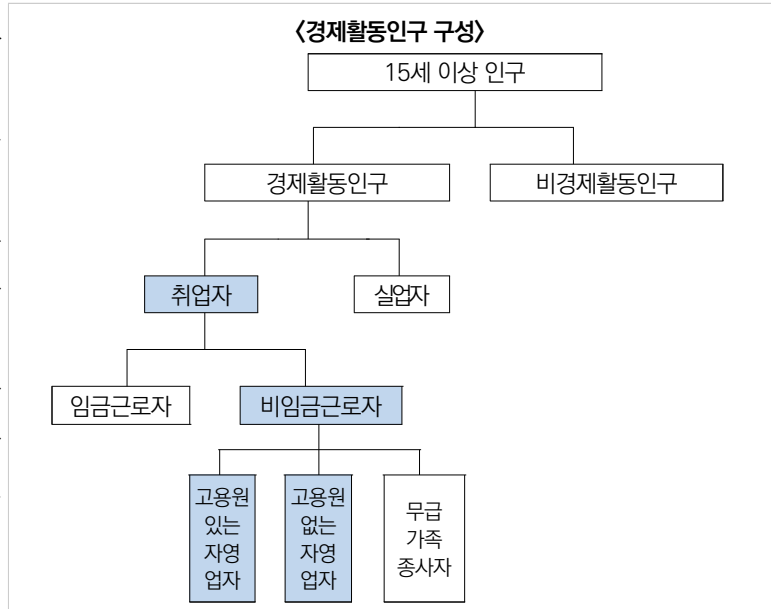 〈경제활동인구 구성〉
15세 이상 인구
경제활동인구
비경제활동인구
취업자
실업자
임금근로자
비임금근로자
고용원
있는
자영
업자
고용원
없는
자영
업자
무급
가족
종사자